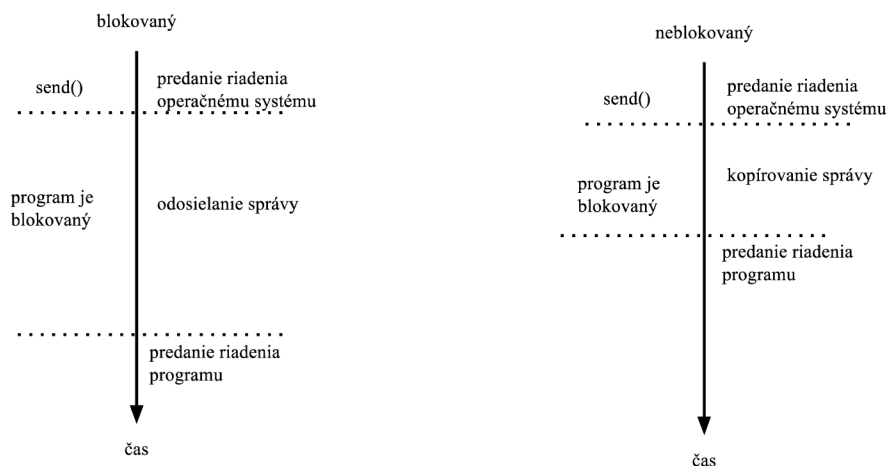 blokovaný
send()
predanie riadenia
operačnému systému
program je
blokovaný
odosielanie správy
predanie riadenia
programu
čas
neblokovaný
send()
predanie riadenia
operačnému systému
program je
blokovaný
kopírovanie správy
predanie riadenia
programu
čas